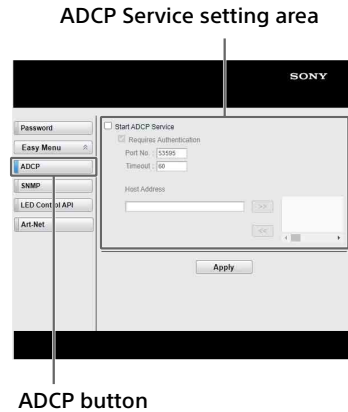 ADCP Service setting area
SONY
Password
Easy Menu
ADCP
SNMP
LED Control API
Art-Net
Start ADCP Service
Requires Authentication
Port No. : 53595
Timeout : 60
Host Address
>>
<<
Apply
ADCP button